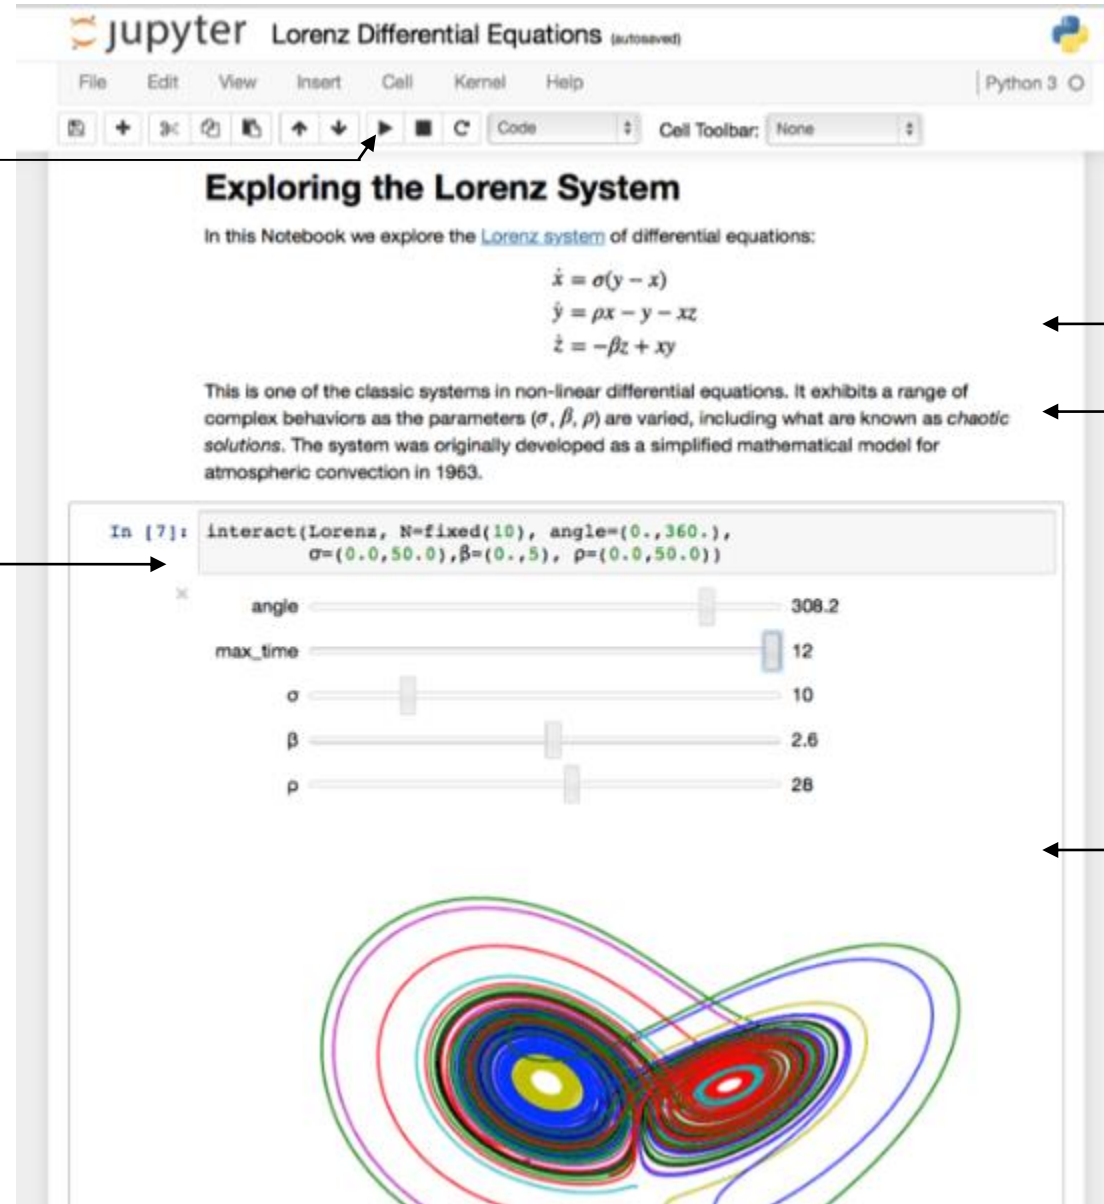 jupyter Lorenz Differential Equations (autosaved)
File Edit View Insert Cell Kernel Help Python 3
Code Cell Toolbar: None
Exploring the Lorenz System
In this Notebook we explore the Lorenz system of differential equations:
ẋ = σ(y − x)
ẏ = ρx − y − xz
ż = −βz + xy
This is one of the classic systems in non-linear differential equations. It exhibits a range of
complex behaviors as the parameters (σ, β, ρ) are varied, including what are known as chaotic
solutions. The system was originally developed as a simplified mathematical model for
atmospheric convection in 1963.
In [7]: interact(Lorenz, N=fixed(10), angle=(0.,360.),
σ=(0.0,50.0),β=(0.,5), ρ=(0.0,50.0))
angle 308.2
max_time 12
σ 10
β 2.6
ρ 28